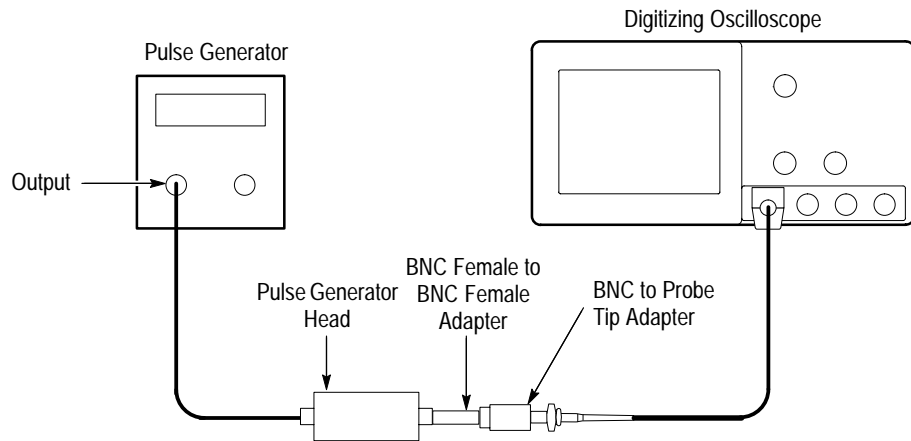 Digitizing Oscilloscope
Pulse Generator
Output
Pulse Generator
Head
BNC Female to
BNC Female
Adapter
BNC to Probe
Tip Adapter